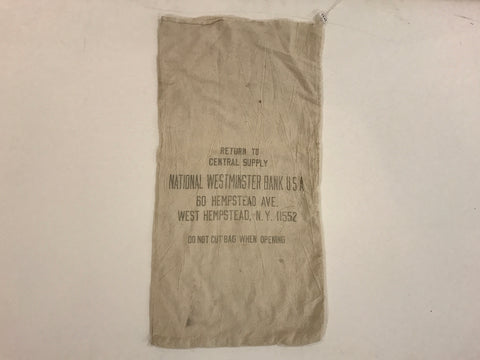 RETURN TO
CENTRAL SUPPLY
NATIONAL WESTMINSTER BANK U S A
60 HEMPSTEAD AVE.
WEST HEMPSTEAD, N. Y. 11552
DO NOT CUT BAG WHEN OPENING